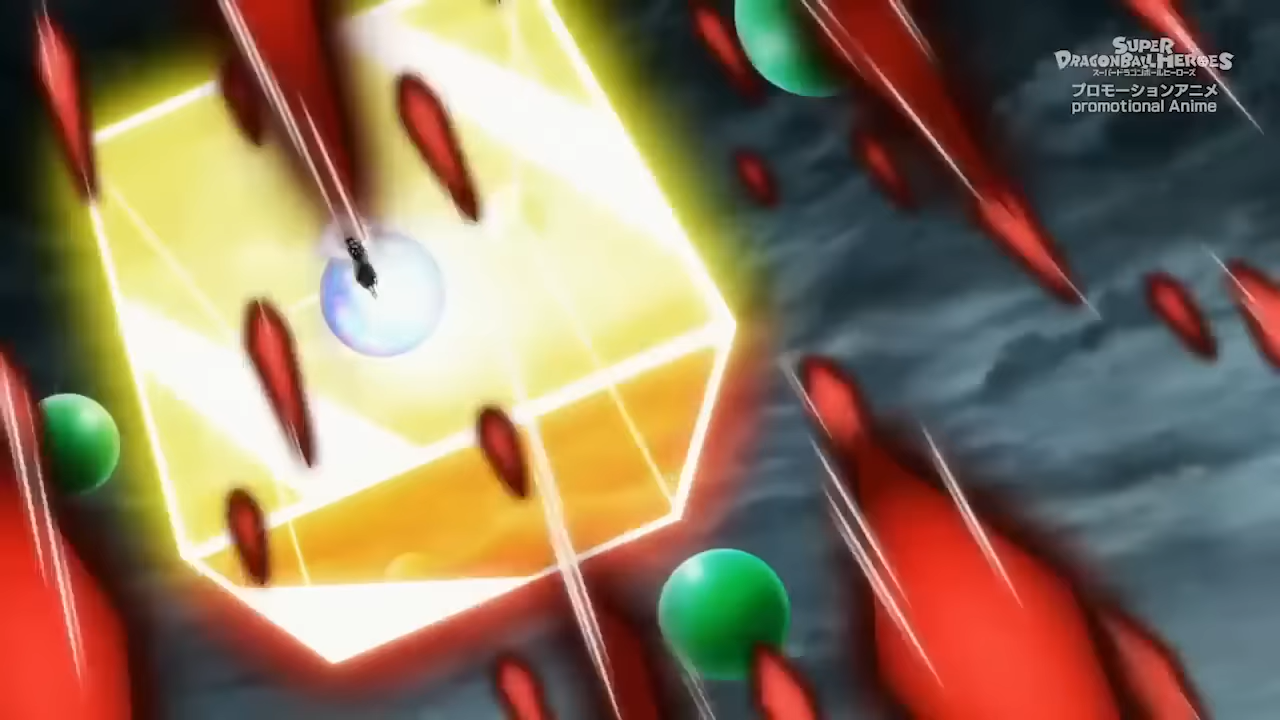 SUPER
DRAGONBALL HEROES
スーパードラゴンボールヒーローズ
プロモーションアニメ
promotional Anime